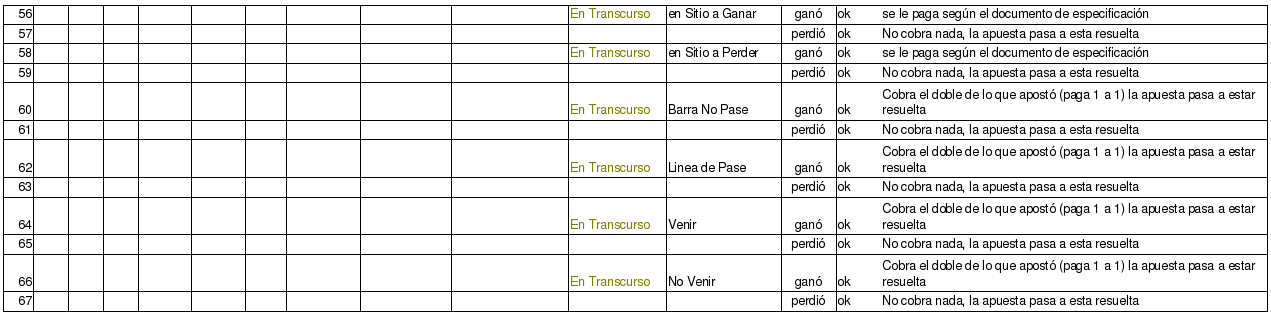 56 En Transcurso en Sitio a Ganar ganó ok se le paga según el documento de especificación
57 perdió ok No cobra nada, la apuesta pasa a esta resuelta
58 En Transcurso en Sitio a Perder ganó ok se le paga según el documento de especificación
59 perdió ok No cobra nada, la apuesta pasa a esta resuelta
Cobra el doble de lo que apostó (paga 1 a 1) la apuesta pasa a estar
60 En Transcurso Barra No Pase ganó ok resuelta
61 perdió ok No cobra nada, la apuesta pasa a esta resuelta
Cobra el doble de lo que apostó (paga 1 a 1) la apuesta pasa a estar
62 En Transcurso Linea de Pase ganó ok resuelta
63 perdió ok No cobra nada, la apuesta pasa a esta resuelta
Cobra el doble de lo que apostó (paga 1 a 1) la apuesta pasa a estar
64 En Transcurso Venir ganó ok resuelta
65 perdió ok No cobra nada, la apuesta pasa a esta resuelta
Cobra el doble de lo que apostó (paga 1 a 1) la apuesta pasa a estar
66 En Transcurso No Venir ganó ok resuelta
67 perdió ok No cobra nada, la apuesta pasa a esta resuelta